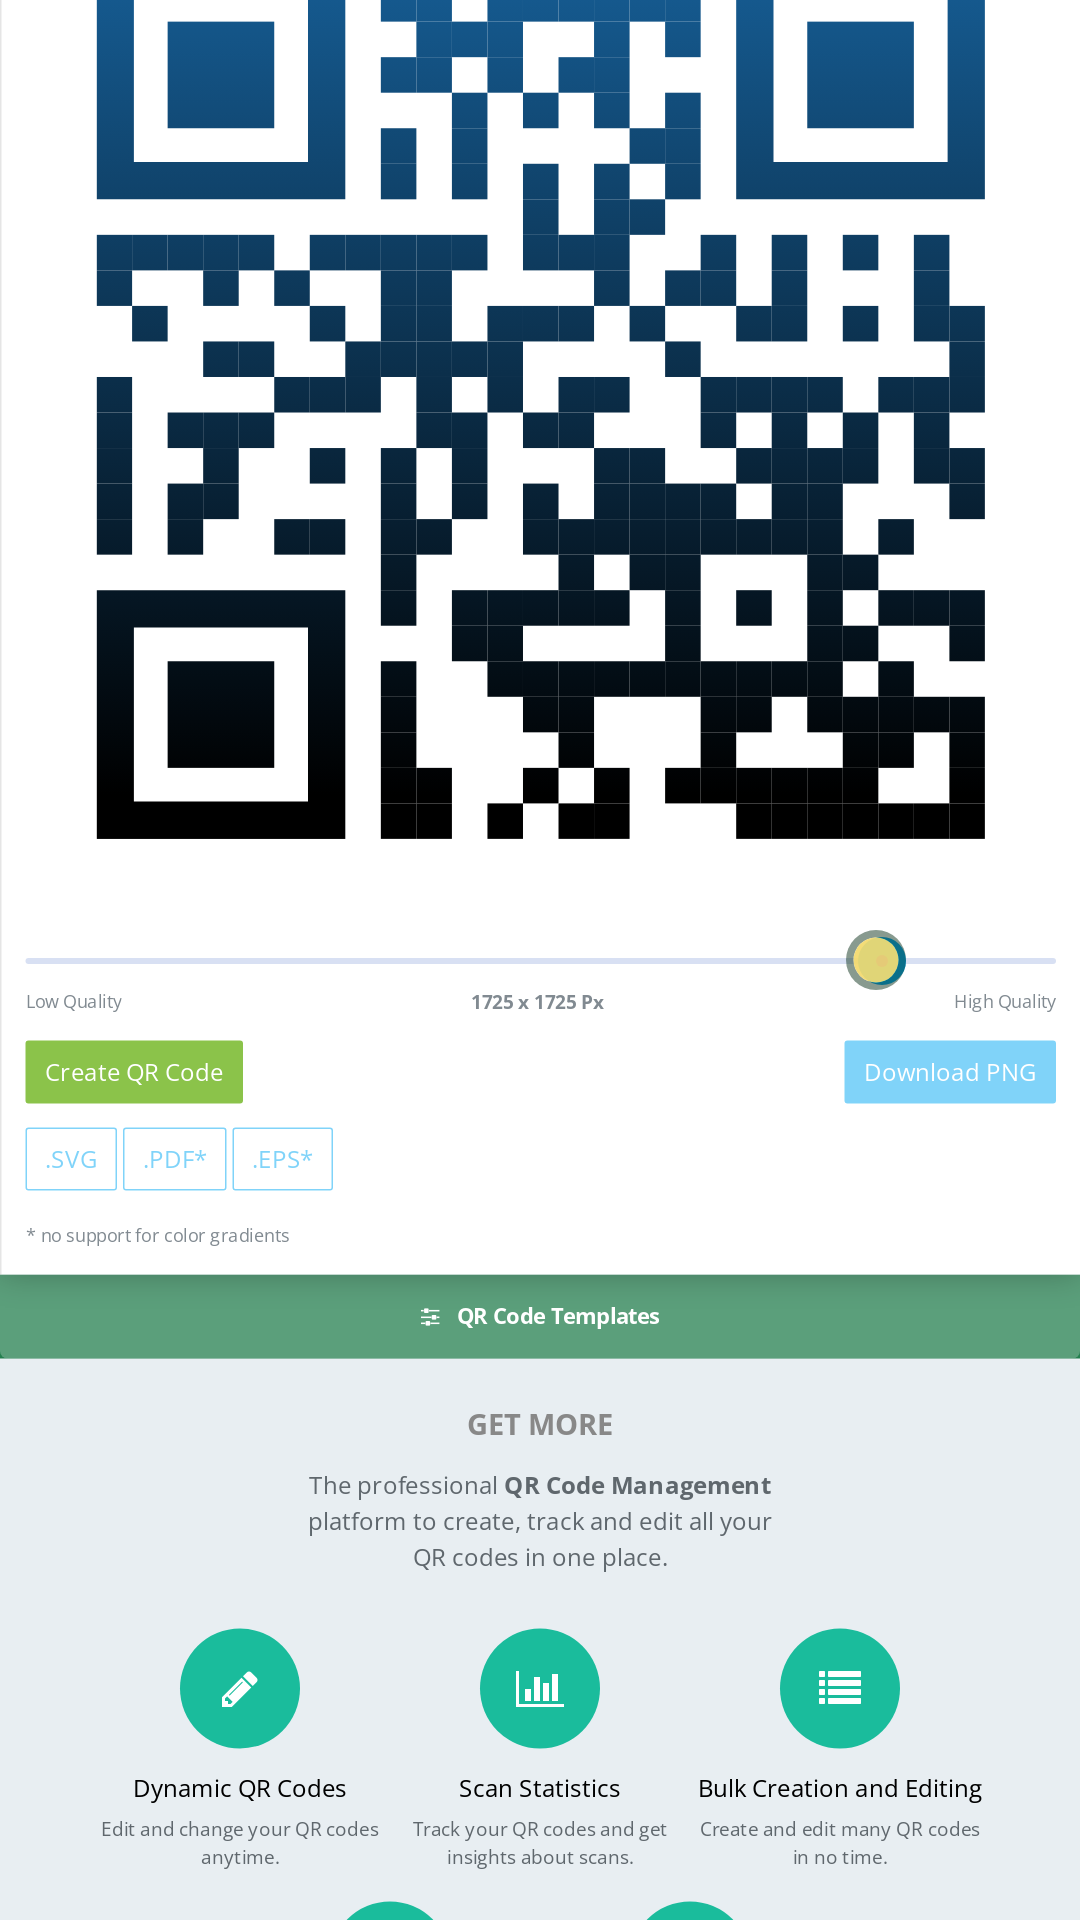 Low Quality
1725 x 1725 Px
High Quality
Create QR Code
Download PNG
.SVG
.PDF*
.EPS*
* no support for color gradients
QR Code Templates
GET MORE
The professional QR Code Management
platform to create, track and edit all your
QR codes in one place.
Dynamic QR Codes
Edit and change your QR codes
anytime.
Scan Statistics
Track your QR codes and get
insights about scans.
Bulk Creation and Editing
Create and edit many QR codes
in no time.